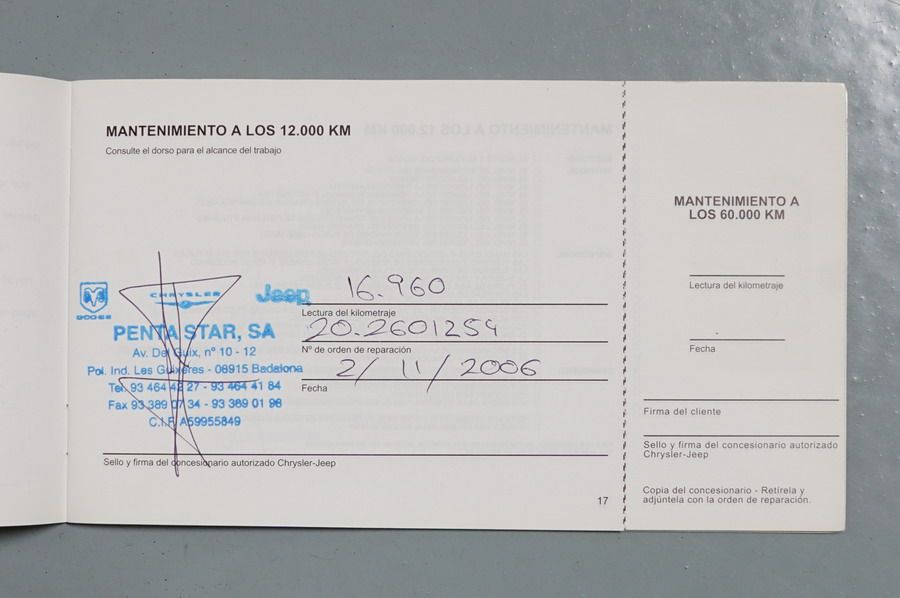 MANTENIMIENTO A LOS 12.000 KM
Consulte el dorso para el alcance del trabajo
DODGE
CHRYSLER
Jeep
PENTA STAR, SA
Av. Del Guix, nº 10 - 12
Pol. Ind. Les Guixeres - 08915 Badalona
Tel. 93 464 42 27 - 93 464 41 84
Fax 93 389 07 34 - 93 389 01 98
C.I.F. A59955849
16.960
Lectura del kilometraje
20.2601254
Nº de orden de reparación
2/ 11 / 2006
Fecha
Sello y firma del concesionario autorizado Chrysler-Jeep
17
MANTENIMIENTO A
LOS 60.000 KM
Lectura del kilometraje
Fecha
Firma del cliente
Sello y firma del concesionario autorizado
Chrysler-Jeep
Copia del concesionario - Retírela y
adjúntela con la orden de reparación.